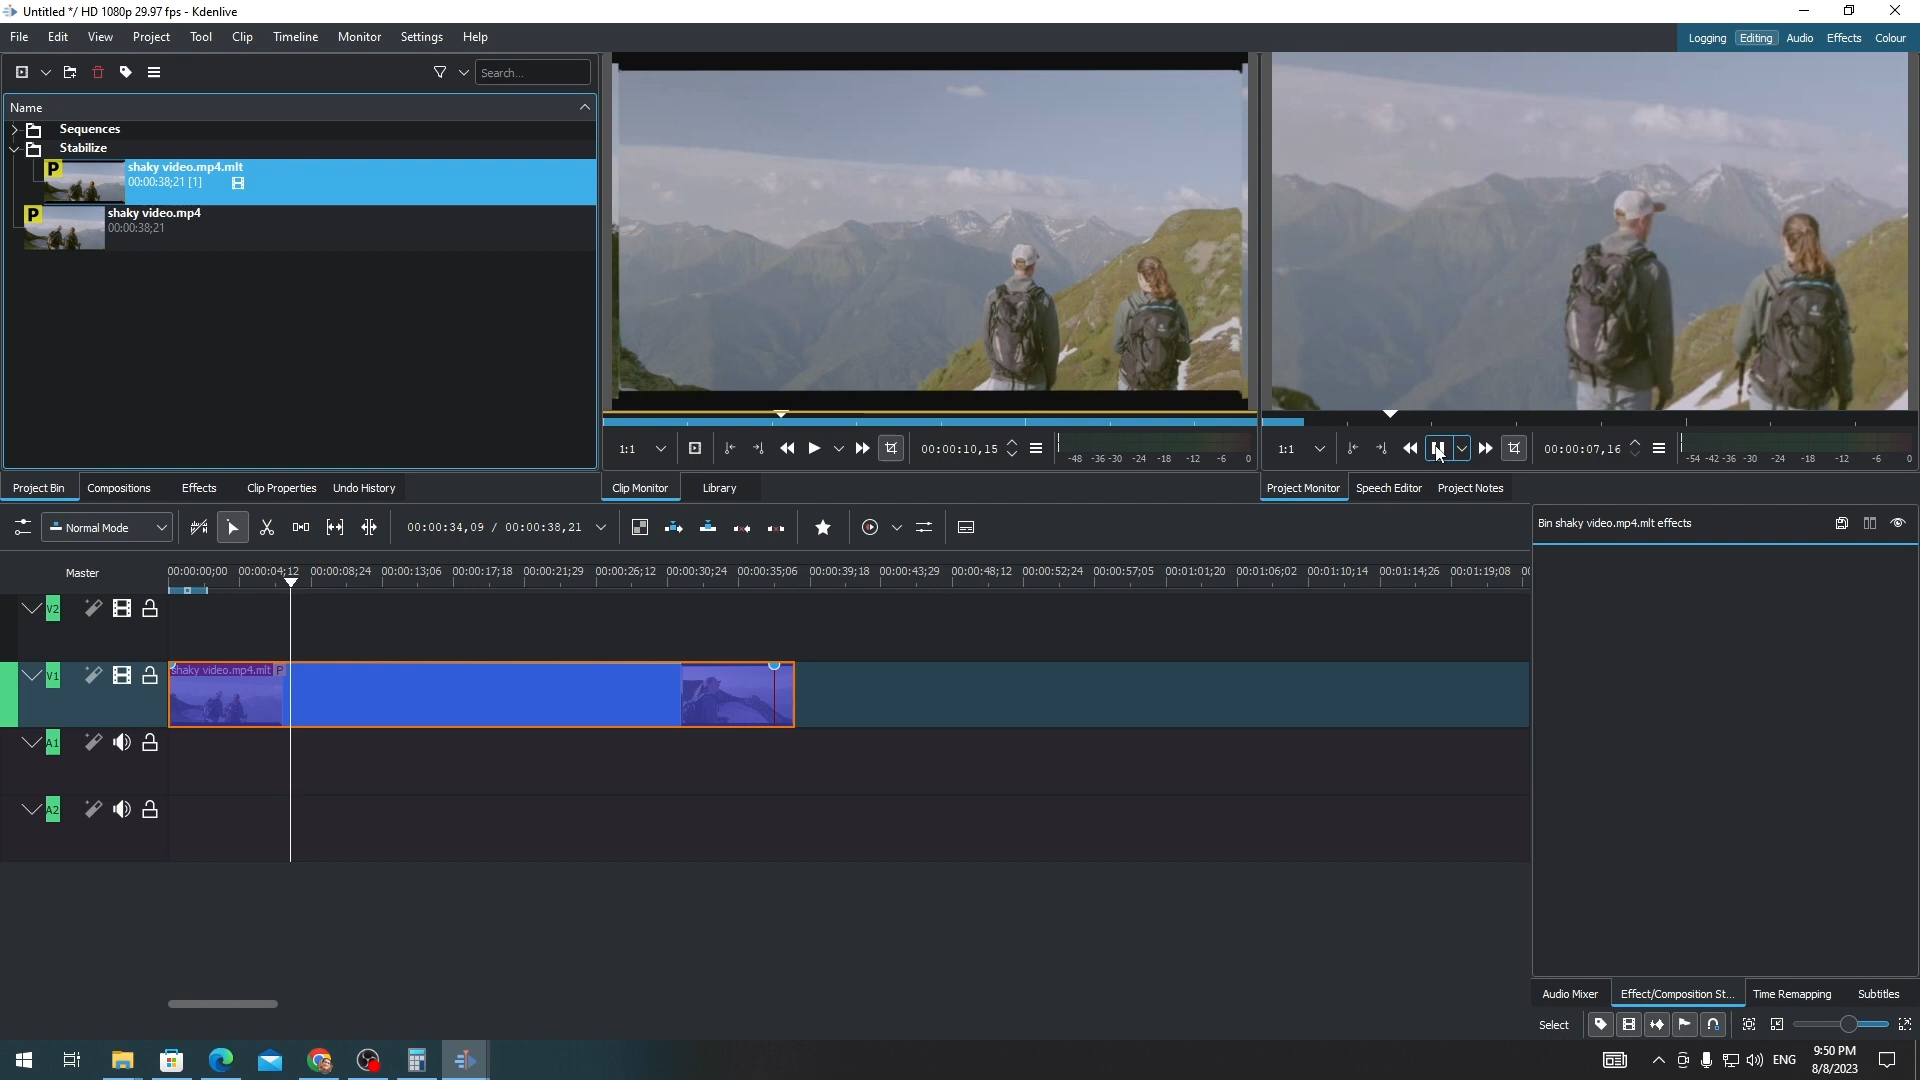 Untitled */ HD 1080p 29.97 fps - Kdenlive
File Edit View Project Tool Clip Timeline Monitor Settings Help
Logging Editing Audio Effects Colour
Search...
Name
Sequences
Stabilize
P
shaky video.mp4.mlt
00:00:38;21 [1]
P
shaky video.mp4
00:00:38;21
1:1
00:00:10,15
-48 -36 -30 -24 -18 -12 -6 0
1:1
00:00:07,16
-54 -42 -36 -30 -24 -18 -12 -6 0
Project Bin Compositions Effects Clip Properties Undo History
Clip Monitor Library
Project Monitor Speech Editor Project Notes
Normal Mode
00:00:34,09 / 00:00:38,21
Bin shaky video.mp4.mlt effects
Master
00:00:00;00 00:00:04;12 00:00:08;24 00:00:13;06 00:00:17;18 00:00:21;29 00:00:26;12 00:00:30;24 00:00:35;06 00:00:39;18 00:00:43;29 00:00:48;12 00:00:52;24 00:00:57;05 00:01:01;20 00:01:06;02 00:01:10;14 00:01:14;26 00:01:19;08
V2
V1
shaky video.mp4.mlt P
A1
A2
Audio Mixer Effect/Composition St... Time Remapping Subtitles
Select
ENG
9:50 PM
8/8/2023